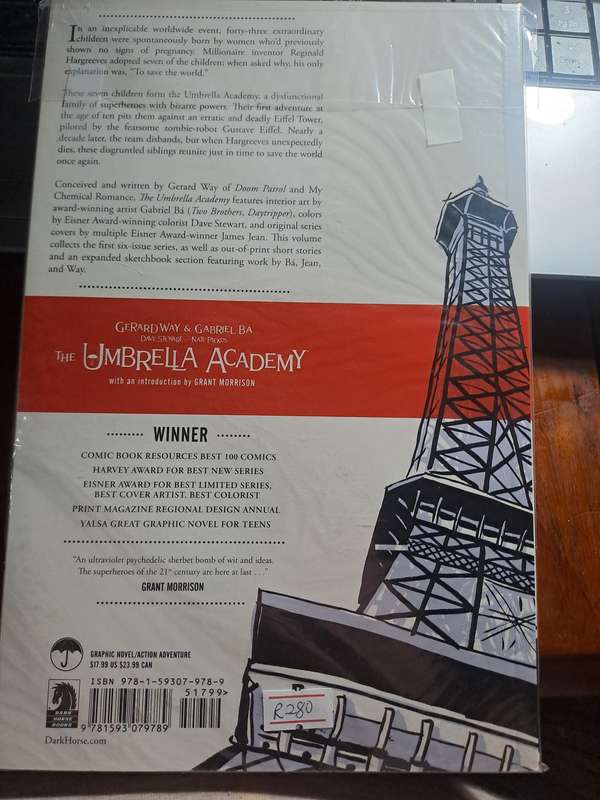 In an inexplicable worldwide event, forty-three extraordinary
children were spontaneously born by women who'd previously
shown no signs of pregnancy. Millionaire inventor Reginald
Hargreeves adopted seven of the children; when asked why, his only
explanation was, "To save the world."
These seven children form the Umbrella Academy, a dysfunctional
family of superheroes with bizarre powers. Their first adventure at
the age of ten pits them against an erratic and deadly Eiffel Tower,
piloted by the fearsome zombie-robot Gustave Eiffel. Nearly a
decade later, the team disbands, but when Hargreeves unexpectedly
dies, these disgruntled siblings reunite just in time to save the world
once again.
Conceived and written by Gerard Way of Doom Patrol and My
Chemical Romance, The Umbrella Academy features interior art by
award-winning artist Gabriel Bá (Two Brothers, Daytripper), colors
by Eisner Award-winning colorist Dave Stewart, and original series
covers by multiple Eisner Award-winner James Jean. This volume
collects the first six-issue series, as well as out-of-print short stories
and an expanded sketchbook section featuring work by Bá, Jean,
and Way.
GERARD WAY & GABRIEL BÁ
DAVE STEWART NATE PIEKOS
THE UMBRELLA ACADEMY
with an introduction by GRANT MORRISON
WINNER
COMIC BOOK RESOURCES BEST 100 COMICS
HARVEY AWARD FOR BEST NEW SERIES
EISNER AWARD FOR BEST LIMITED SERIES,
BEST COVER ARTIST, BEST COLORIST
PRINT MAGAZINE REGIONAL DESIGN ANNUAL
YALSA GREAT GRAPHIC NOVEL FOR TEENS
"An ultraviolet psychedelic sherbet bomb of wit and ideas.
The superheroes of the 21st century are here at last . . ."
GRANT MORRISON
GRAPHIC NOVEL/ACTION ADVENTURE
$17.99 US $23.99 CAN
ISBN 978-1-59307-978-9
51799>
9 781593 079789
DARK
HORSE
BOOKS
DarkHorse.com
R280